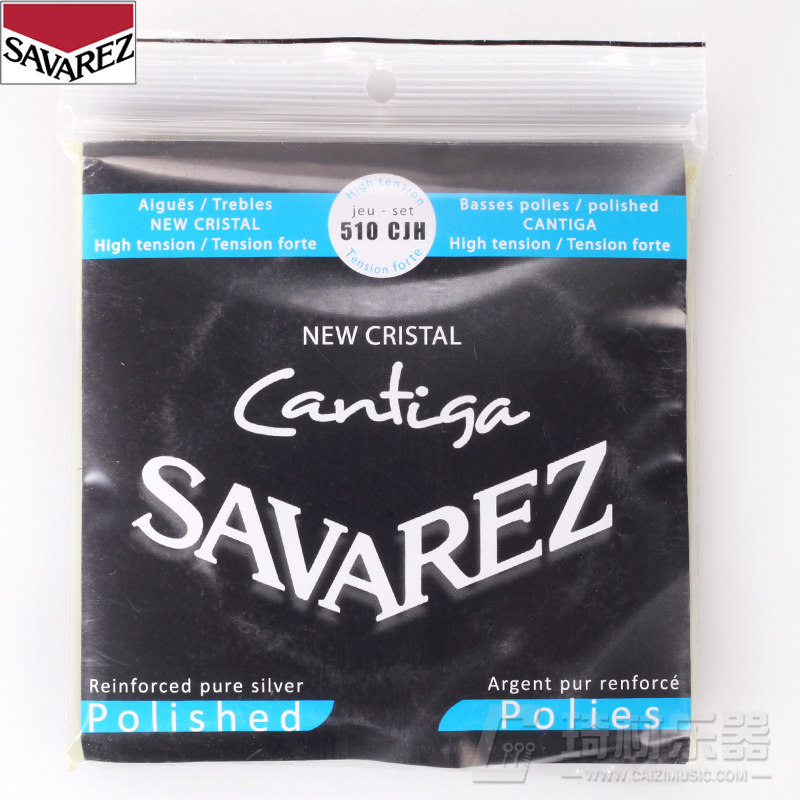 SAVAREZ
Aiguës / Trebles
NEW CRISTAL
High tension / Tension forte
High tension
jeu - set
510 CJH
Tension forte
Basses polies / polished
CANTIGA
High tension / Tension forte
NEW CRISTAL
Cantiga
SAVAREZ
Reinforced pure silver
Polished
Argent pur renforcé
Polies
琦材乐器
WWW.CAIZIMUSIC.COM